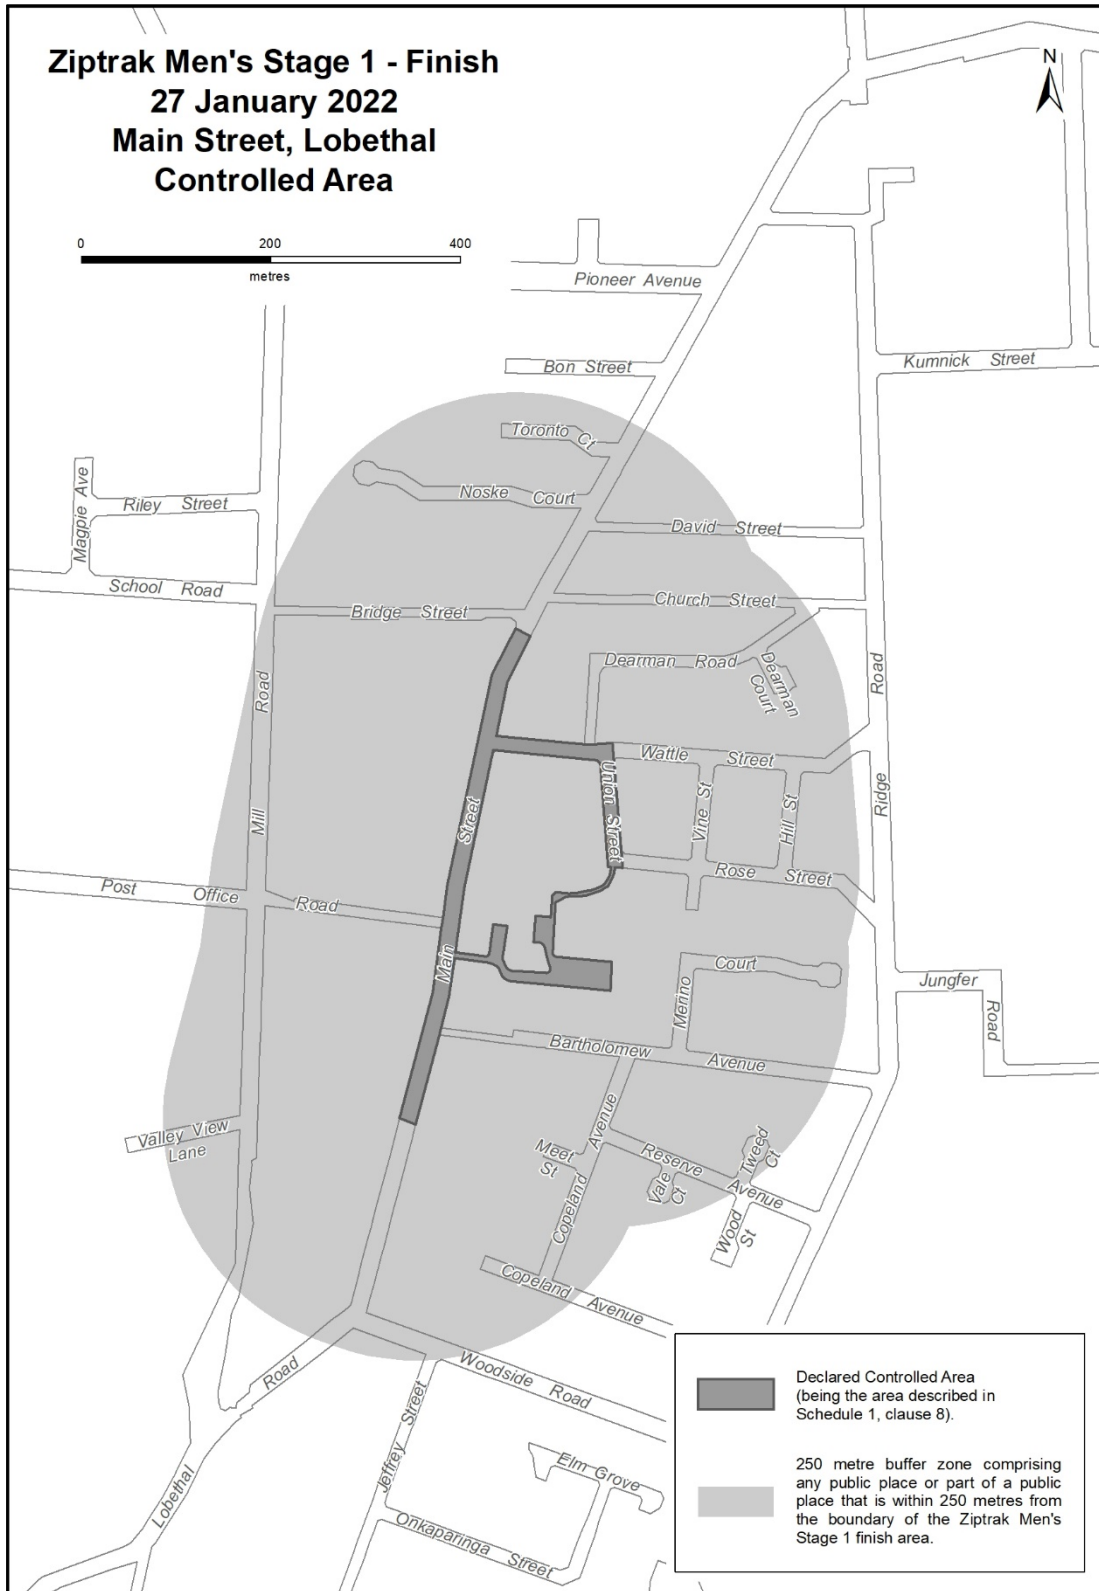 Ziptrak Men's Stage 1 - Finish
27 January 2022
Main Street, Lobethal
Controlled Area
N
0 200 400
metres
Pioneer Avenue
Bon Street
Kumnick Street
Toronto Ct
Noske Court
Magpie Ave
Riley Street
David Street
School Road
Bridge Street
Church Street
Dearman Road
Dearman
Court
Road
Road
Wattle Street
Union Street
Vine St
Hill St
Ridge
Street
Mill
Rose Street
Post Office Road
Main
Court
Merino
Jungfer
Road
Bartholomew Avenue
Valley View
Lane
Meet
St
Copeland Avenue
Reserve Avenue
Vale
Ct
Tweed
Ct
Wood
St
Copeland Avenue
Road
Woodside Road
Jeffrey Street
Lobethal
Elm Grove
Onkaparinga Street
Declared Controlled Area
(being the area described in
Schedule 1, clause 8).
250 metre buffer zone comprising
any public place or part of a public
place that is within 250 metres from
the boundary of the Ziptrak Men's
Stage 1 finish area.